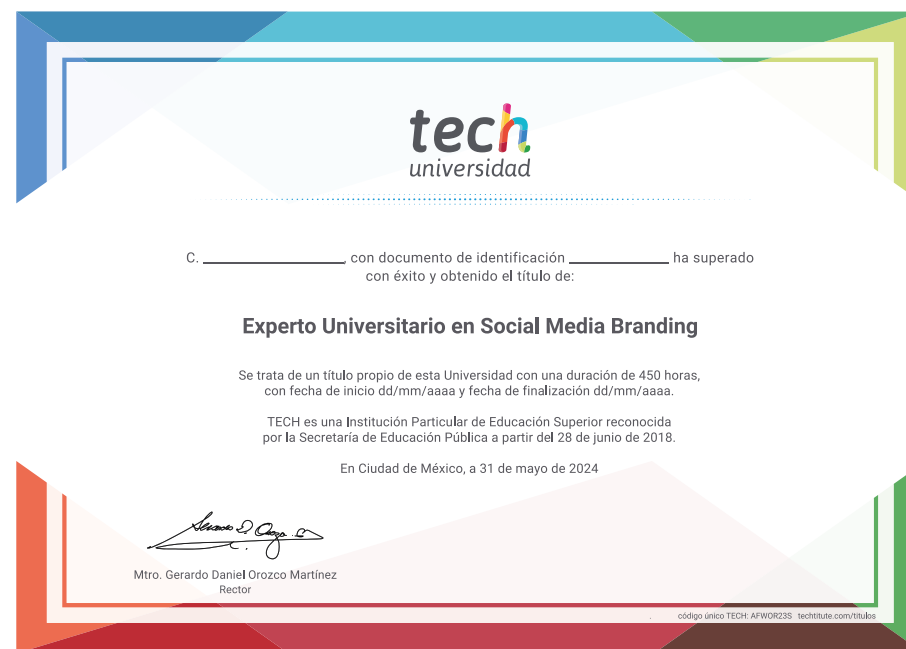 tech
universidad
C. ____________, con documento de identificación ____________ ha superado
con éxito y obtenido el título de:
Experto Universitario en Social Media Branding
Se trata de un título propio de esta Universidad con una duración de 450 horas,
con fecha de inicio dd/mm/aaaa y fecha de finalización dd/mm/aaaa.
TECH es una Institución Particular de Educación Superior reconocida
por la Secretaría de Educación Pública a partir del 28 de junio de 2018.
En Ciudad de México, a 31 de mayo de 2024
Mtro. Gerardo Daniel Orozco Martínez
Rector
código único TECH: AFWOR23S techtitute.com/titulos